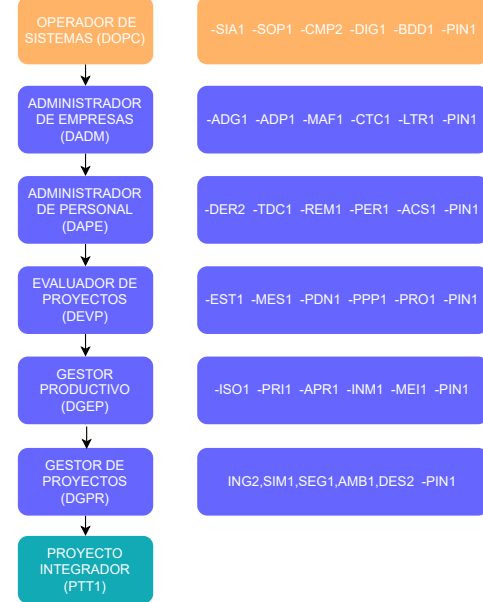 OPERADOR DE
SISTEMAS (DOPC)
-SIA1 -SOP1 -CMP2 -DIG1 -BDD1 -PIN1
ADMINISTRADOR
DE EMPRESAS
(DADM)
-ADG1 -ADP1 -MAF1 -CTC1 -LTR1 -PIN1
ADMINISTRADOR
DE PERSONAL
(DAPE)
-DER2 -TDC1 -REM1 -PER1 -ACS1 -PIN1
EVALUADOR DE
PROYECTOS
(DEVP)
-EST1 -MES1 -PDN1 -PPP1 -PRO1 -PIN1
GESTOR
PRODUCTIVO
(DGEP)
-ISO1 -PRI1 -APR1 -INM1 -MEI1 -PIN1
GESTOR DE
PROYECTOS
(DGPR)
ING2,SIM1,SEG1,AMB1,DES2 -PIN1
PROYECTO
INTEGRADOR
(PTT1)